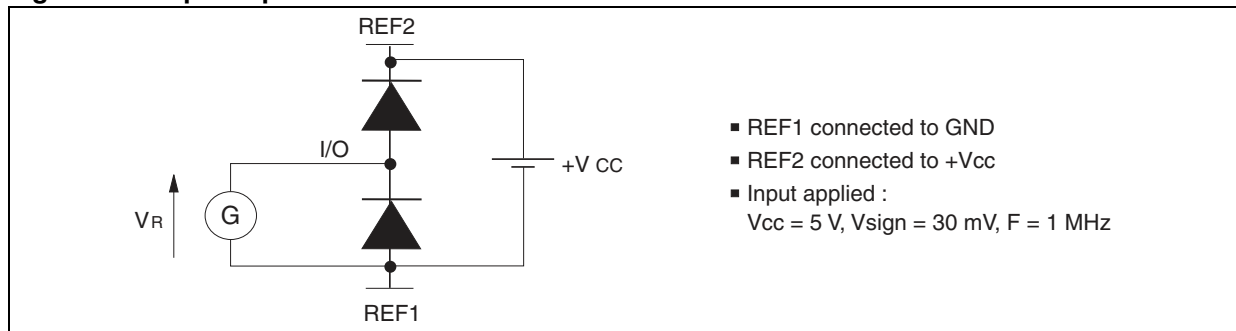 REF2
I/O
+V CC
VR
G
REF1
▪ REF1 connected to GND
▪ REF2 connected to +Vcc
▪ Input applied :
Vcc = 5 V, Vsign = 30 mV, F = 1 MHz